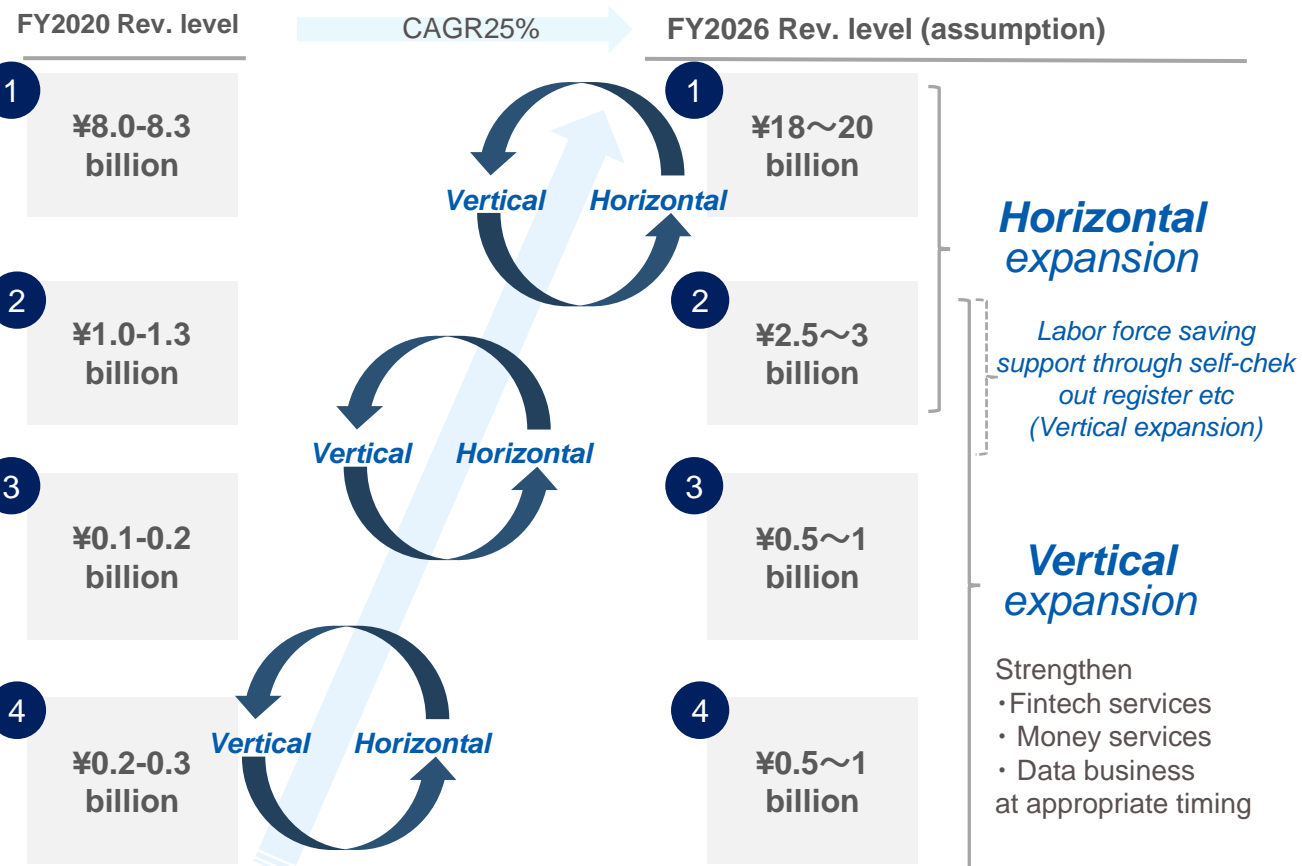 FY2020 Rev. level
CAGR25%
FY2026 Rev. level (assumption)
1
¥8.0-8.3
billion
2
¥1.0-1.3
billion
3
¥0.1-0.2
billion
4
¥0.2-0.3
billion
Vertical Horizontal
Vertical Horizontal
Vertical Horizontal
1
¥18～20
billion
2
¥2.5～3
billion
3
¥0.5～1
billion
4
¥0.5～1
billion
Horizontal
expansion
Labor force saving
support through self-chek
out register etc
(Vertical expansion)
Vertical
expansion
Strengthen
・Fintech services
・ Money services
・ Data business
at appropriate timing